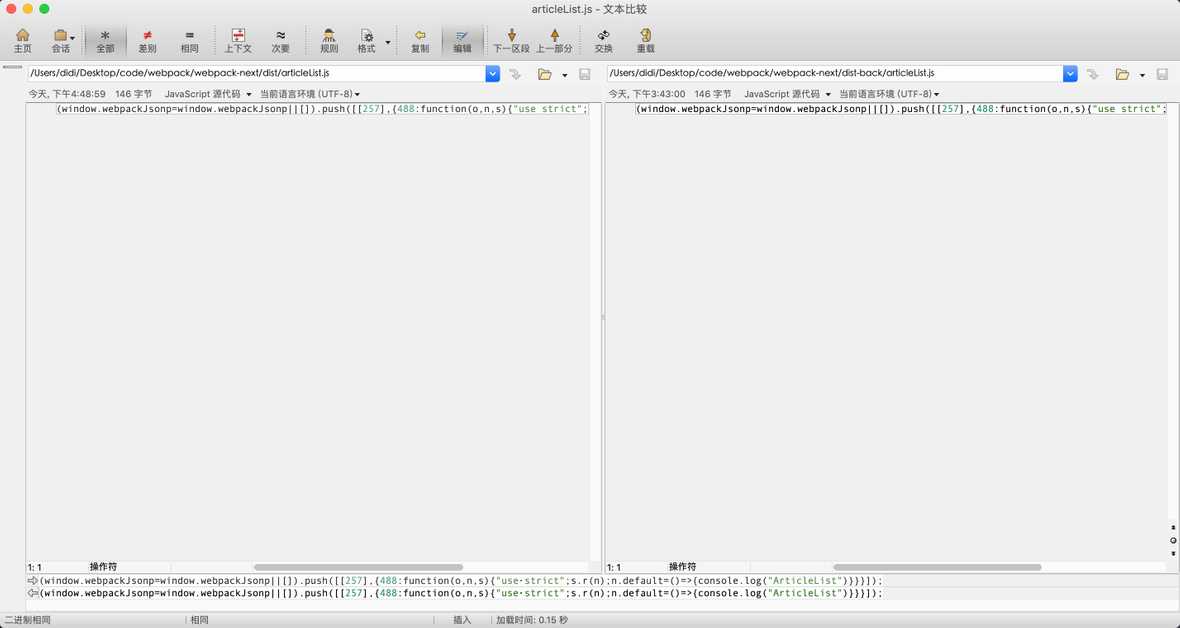 articleList.js - 文本比较
主页 会话 全部 差别 相同 上下文 次要 规则 格式 复制 编辑 下一区段 上一部分 交换 重载
/Users/didi/Desktop/code/webpack/webpack-next/dist/articleList.js
/Users/didi/Desktop/code/webpack/webpack-next/dist-back/articleList.js
今天, 下午4:48:59 146 字节 JavaScript 源代码 当前语言环境 (UTF-8)
今天, 下午3:43:00 146 字节 JavaScript 源代码 当前语言环境 (UTF-8)
(window.webpackJsonp=window.webpackJsonp||[]).push([[257],{488:function(o,n,s){"use strict";
(window.webpackJsonp=window.webpackJsonp||[]).push([[257],{488:function(o,n,s){"use strict";
1: 1 操作符
1: 1 操作符
(window.webpackJsonp=window.webpackJsonp||[]).push([[257],{488:function(o,n,s){"use·strict";s.r(n);n.default=()=>{console.log("ArticleList")}}}]);
(window.webpackJsonp=window.webpackJsonp||[]).push([[257],{488:function(o,n,s){"use·strict";s.r(n);n.default=()=>{console.log("ArticleList")}}}]);
二进制相同 相同 插入 加载时间: 0.15 秒